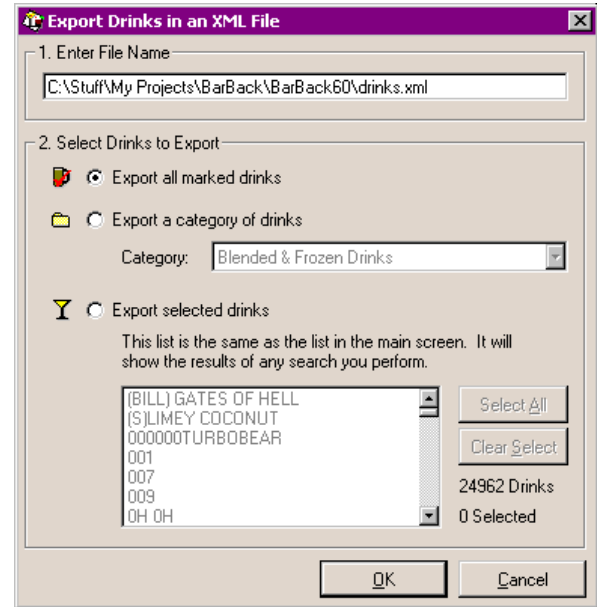 Export Drinks in an XML File
1. Enter File Name
C:\Stuff\My Projects\BarBack\BarBack60\drinks.xml
2. Select Drinks to Export
Export all marked drinks
Export a category of drinks
Category:
Blended & Frozen Drinks
Export selected drinks
This list is the same as the list in the main screen. It will
show the results of any search you perform.
(BILL) GATES OF HELL
(S)LIMEY COCONUT
000000TURBOBEAR
001
007
009
0H 0H
Select All
Clear Select
24962 Drinks
0 Selected
OK
Cancel